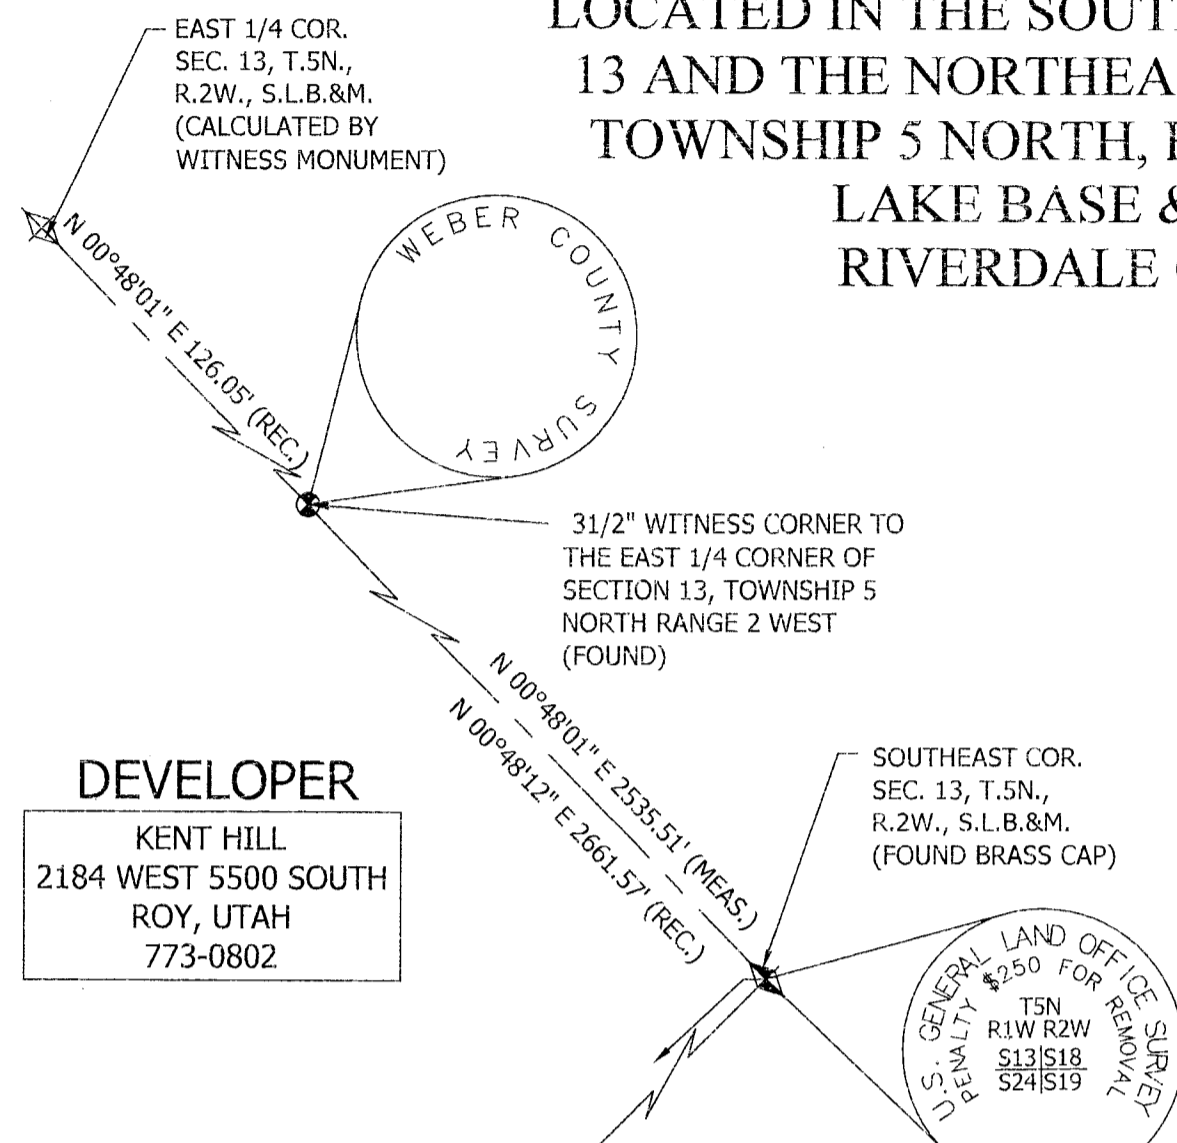 LOCATED IN THE
13 AND THE
TOWNSHIP 5 NORTH,
LAKE BASE &
RIVERDALE
EAST 1/4 COR.
SEC. 13, T.5N.,
R.2W., S.L.B.&M.
(CALCULATED BY
WITNESS MONUMENT)
N 00°48'01" E 126.05' (REC.)
WEBER COUNTY SURVEY
31/2" WITNESS CORNER TO
THE EAST 1/4 CORNER OF
SECTION 13, TOWNSHIP 5
NORTH RANGE 2 WEST
(FOUND)
N 00°48'01" E 2535.51' (MEAS.)
N 00°48'12" E 2661.57' (REC.)
SOUTHEAST COR.
SEC. 13, T.5N.,
R.2W., S.L.B.&M.
(FOUND BRASS CAP)
DEVELOPER
KENT HILL
2184 WEST 5500 SOUTH
ROY, UTAH
773-0802
U.S. GENERAL LAND OFFICE SURVEY
PENALTY $250 FOR REMOVAL
T5N
R1W R2W
S13|S18
S24|S19